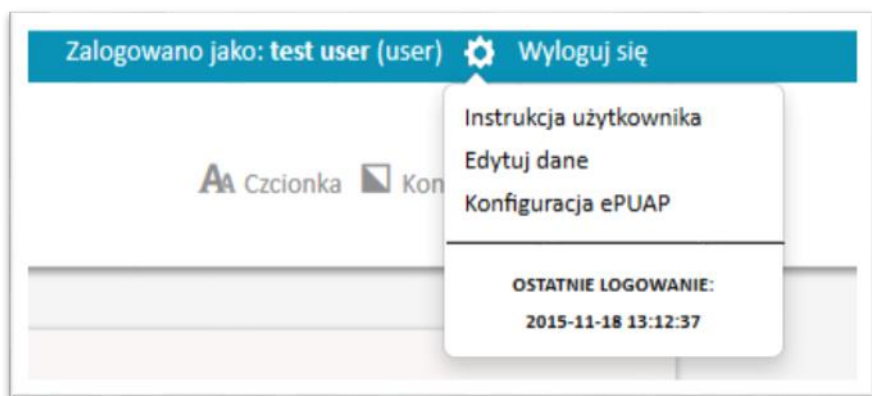 Zalogowano jako: test user (user) Wyloguj się
Instrukcja użytkownika
Edytuj dane
Czcionka
Konfiguracja ePUAP
OSTATNIE LOGOWANIE:
2015-11-18 13:12:37